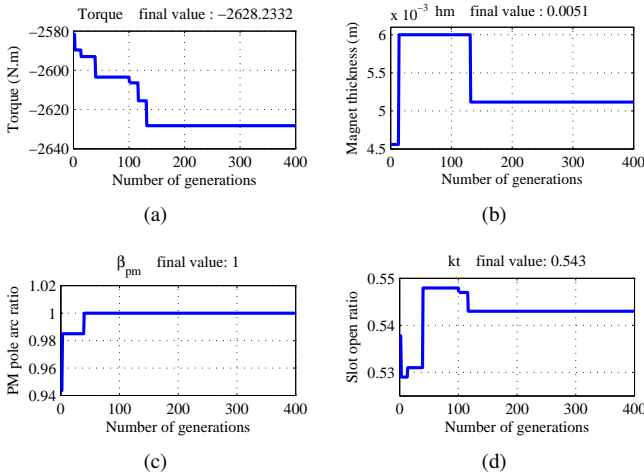 Torque final value : −2628.2332
Torque (N.m)
−2580
−2600
−2620
−2640
0 100 200 300 400
Number of generations
(a)
x 10⁻³ hm final value : 0.0051
Magnet thickness (m)
6
5.5
5
4.5
0 100 200 300 400
Number of generations
(b)
β_pm final value: 1
PM pole arc ratio
1.02
1
0.98
0.96
0.94
0 100 200 300 400
Number of generations
(c)
kt final value: 0.543
Slot open ratio
0.55
0.54
0.53
0 100 200 300 400
Number of generations
(d)